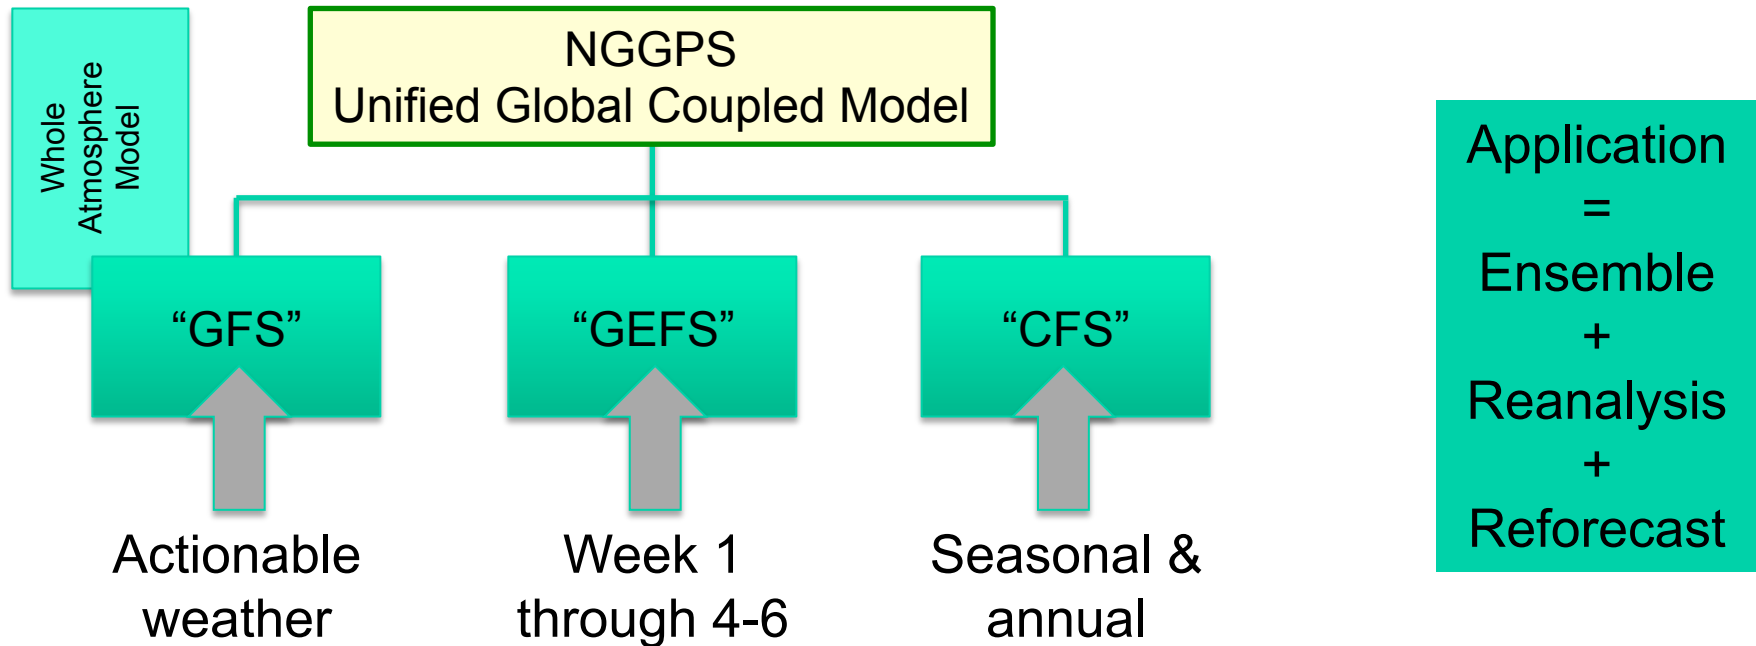 Whole
Atmosphere
Model
NGGPS
Unified Global Coupled Model
“GFS”
“GEFS”
“CFS”
Actionable
weather
Week 1
through 4-6
Seasonal &
annual
Application
=
Ensemble
+
Reanalysis
+
Reforecast